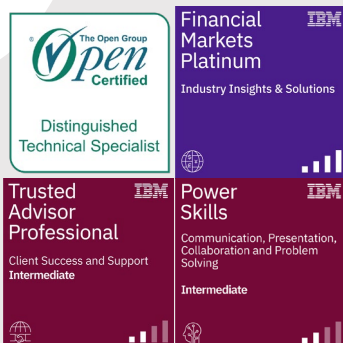 ® The Open Group
Open
Certified
Distinguished
Technical Specialist
Financial
Markets
Platinum
IBM
Industry Insights & Solutions
Trusted
Advisor
Professional
IBM
Client Success and Support
Intermediate
Power
Skills
IBM
Communication, Presentation,
Collaboration and Problem
Solving
Intermediate